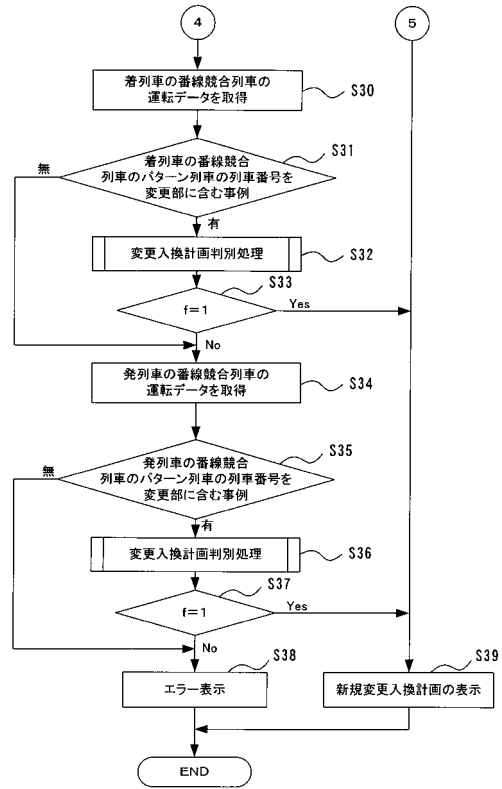 4
5
着列車の番線競合列車の
運転データを取得
S30
着列車の番線競合
列車のパターン列車の列車番号を
変更部に含む事例
S31
無
有
変更入換計画判別処理
S32
f=1
S33
Yes
No
発列車の番線競合列車の
運転データを取得
S34
発列車の番線競合
列車のパターン列車の列車番号を
変更部に含む事例
S35
無
有
変更入換計画判別処理
S36
f=1
S37
Yes
No
エラー表示
S38
新規変更入換計画の表示
S39
END